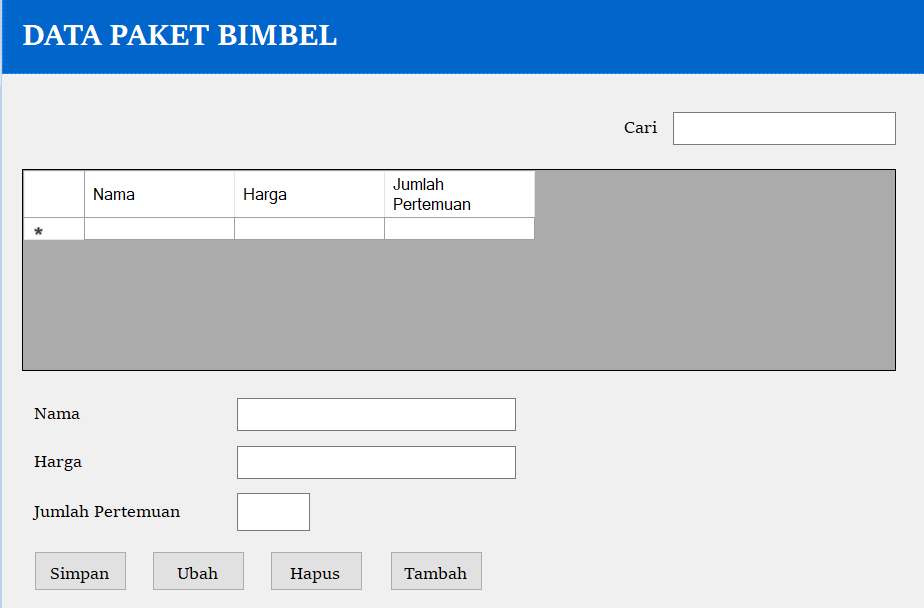 DATA PAKET BIMBEL
Cari
Nama Harga Jumlah
Pertemuan
*
Nama
Harga
Jumlah Pertemuan
Simpan Ubah Hapus Tambah